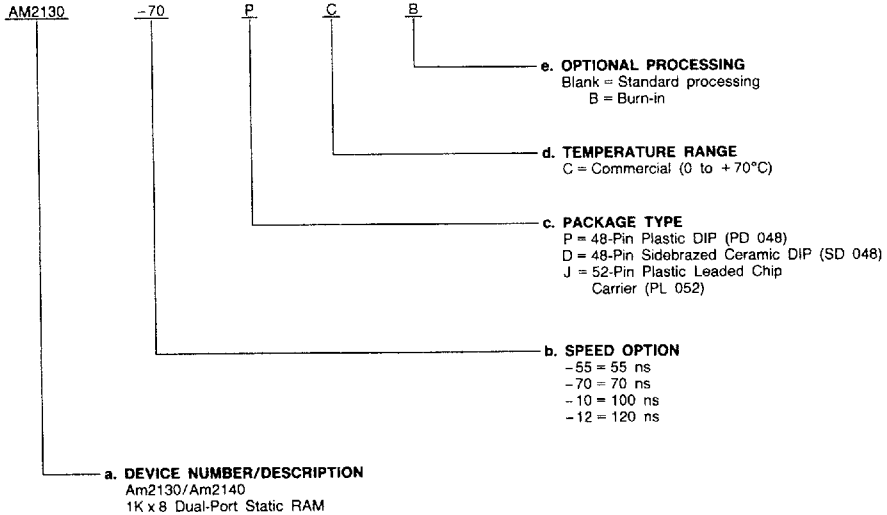 AM2130 -70 P C B
e. OPTIONAL PROCESSING
Blank = Standard processing
B = Burn-in
d. TEMPERATURE RANGE
C = Commercial (0 to +70°C)
c. PACKAGE TYPE
P = 48-Pin Plastic DIP (PD 048)
D = 48-Pin Sidebrazed Ceramic DIP (SD 048)
J = 52-Pin Plastic Leaded Chip
Carrier (PL 052)
b. SPEED OPTION
-55 = 55 ns
-70 = 70 ns
-10 = 100 ns
-12 = 120 ns
a. DEVICE NUMBER/DESCRIPTION
Am2130/Am2140
1K x 8 Dual-Port Static RAM